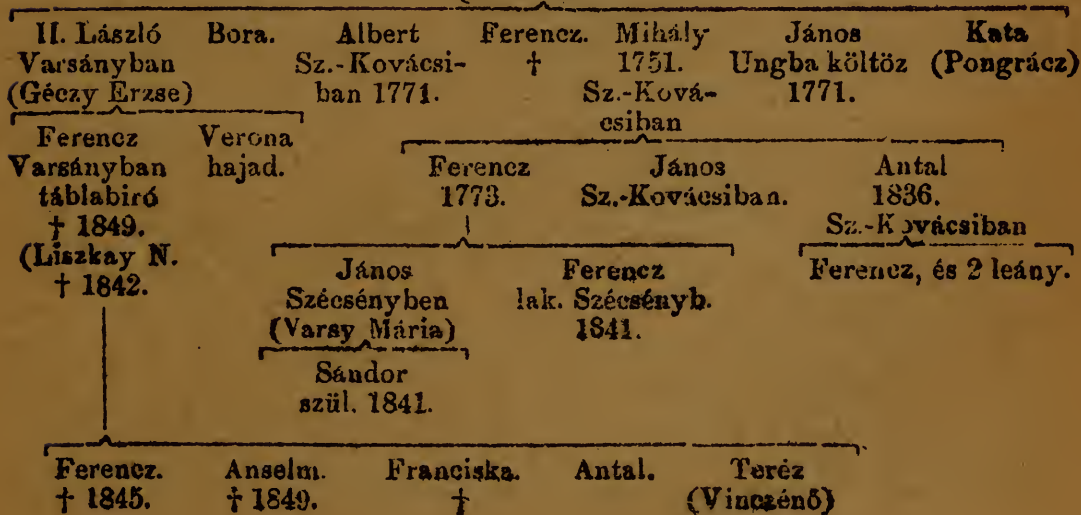 II. László Bora. Albert Ferencz. Mihály János Kata
Varsányban Sz.-Kovácsi- † 1751. Ungba költöz (Pongrácz)
(Géczy Erzse) ban 1771. Sz.-Ková- 1771.
csiban
Ferencz Verona
Varsányban hajad. Ferencz János Antal
táblabiró 1773. Sz.-Kovácsiban. 1836.
† 1849. Sz.-Kovácsiban
(Liszkay N. János Ferencz Ferencz, és 2 leány.
† 1842. Szécsényben lak. Szécsényb.
(Varsy Mária) 1841.
Sándor
szül. 1841.
Ferencz. Anselm. Franciska. Antal. Teréz
† 1845. † 1849. † (Vinczénő)